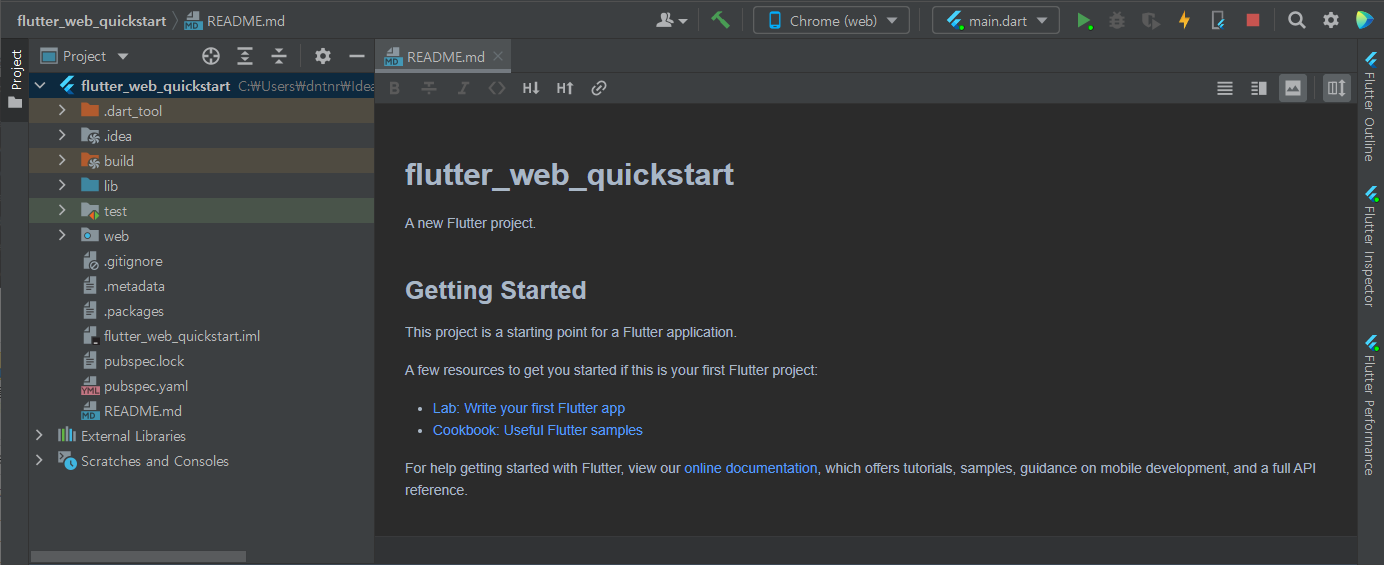 flutter_web_quickstart README.md
Chrome (web)
main.dart
Project
Project
README.md
flutter_web_quickstart C:₩Users₩dntnr₩Idea
.dart_tool
.idea
build
lib
test
web
.gitignore
.metadata
.packages
flutter_web_quickstart.iml
pubspec.lock
pubspec.yaml
README.md
External Libraries
Scratches and Consoles
B I <> H↓ H↑
flutter_web_quickstart
A new Flutter project.
Getting Started
This project is a starting point for a Flutter application.
A few resources to get you started if this is your first Flutter project:
• Lab: Write your first Flutter app
• Cookbook: Useful Flutter samples
For help getting started with Flutter, view our online documentation, which offers tutorials, samples, guidance on mobile development, and a full API
reference.
Flutter Outline
Flutter Inspector
Flutter Performance